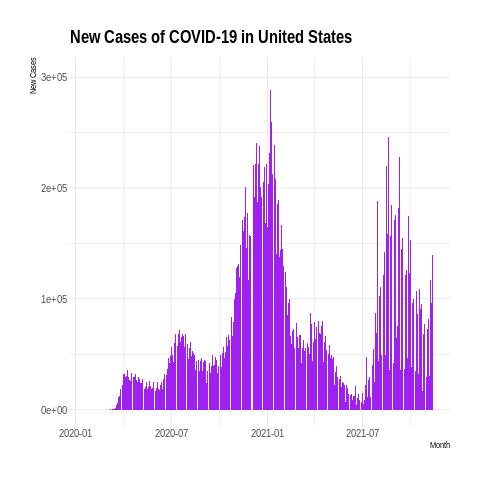 New Cases of COVID-19 in United States
New Cases
3e+05
2e+05
1e+05
0e+00
2020-01 2020-07 2021-01 2021-07
Month